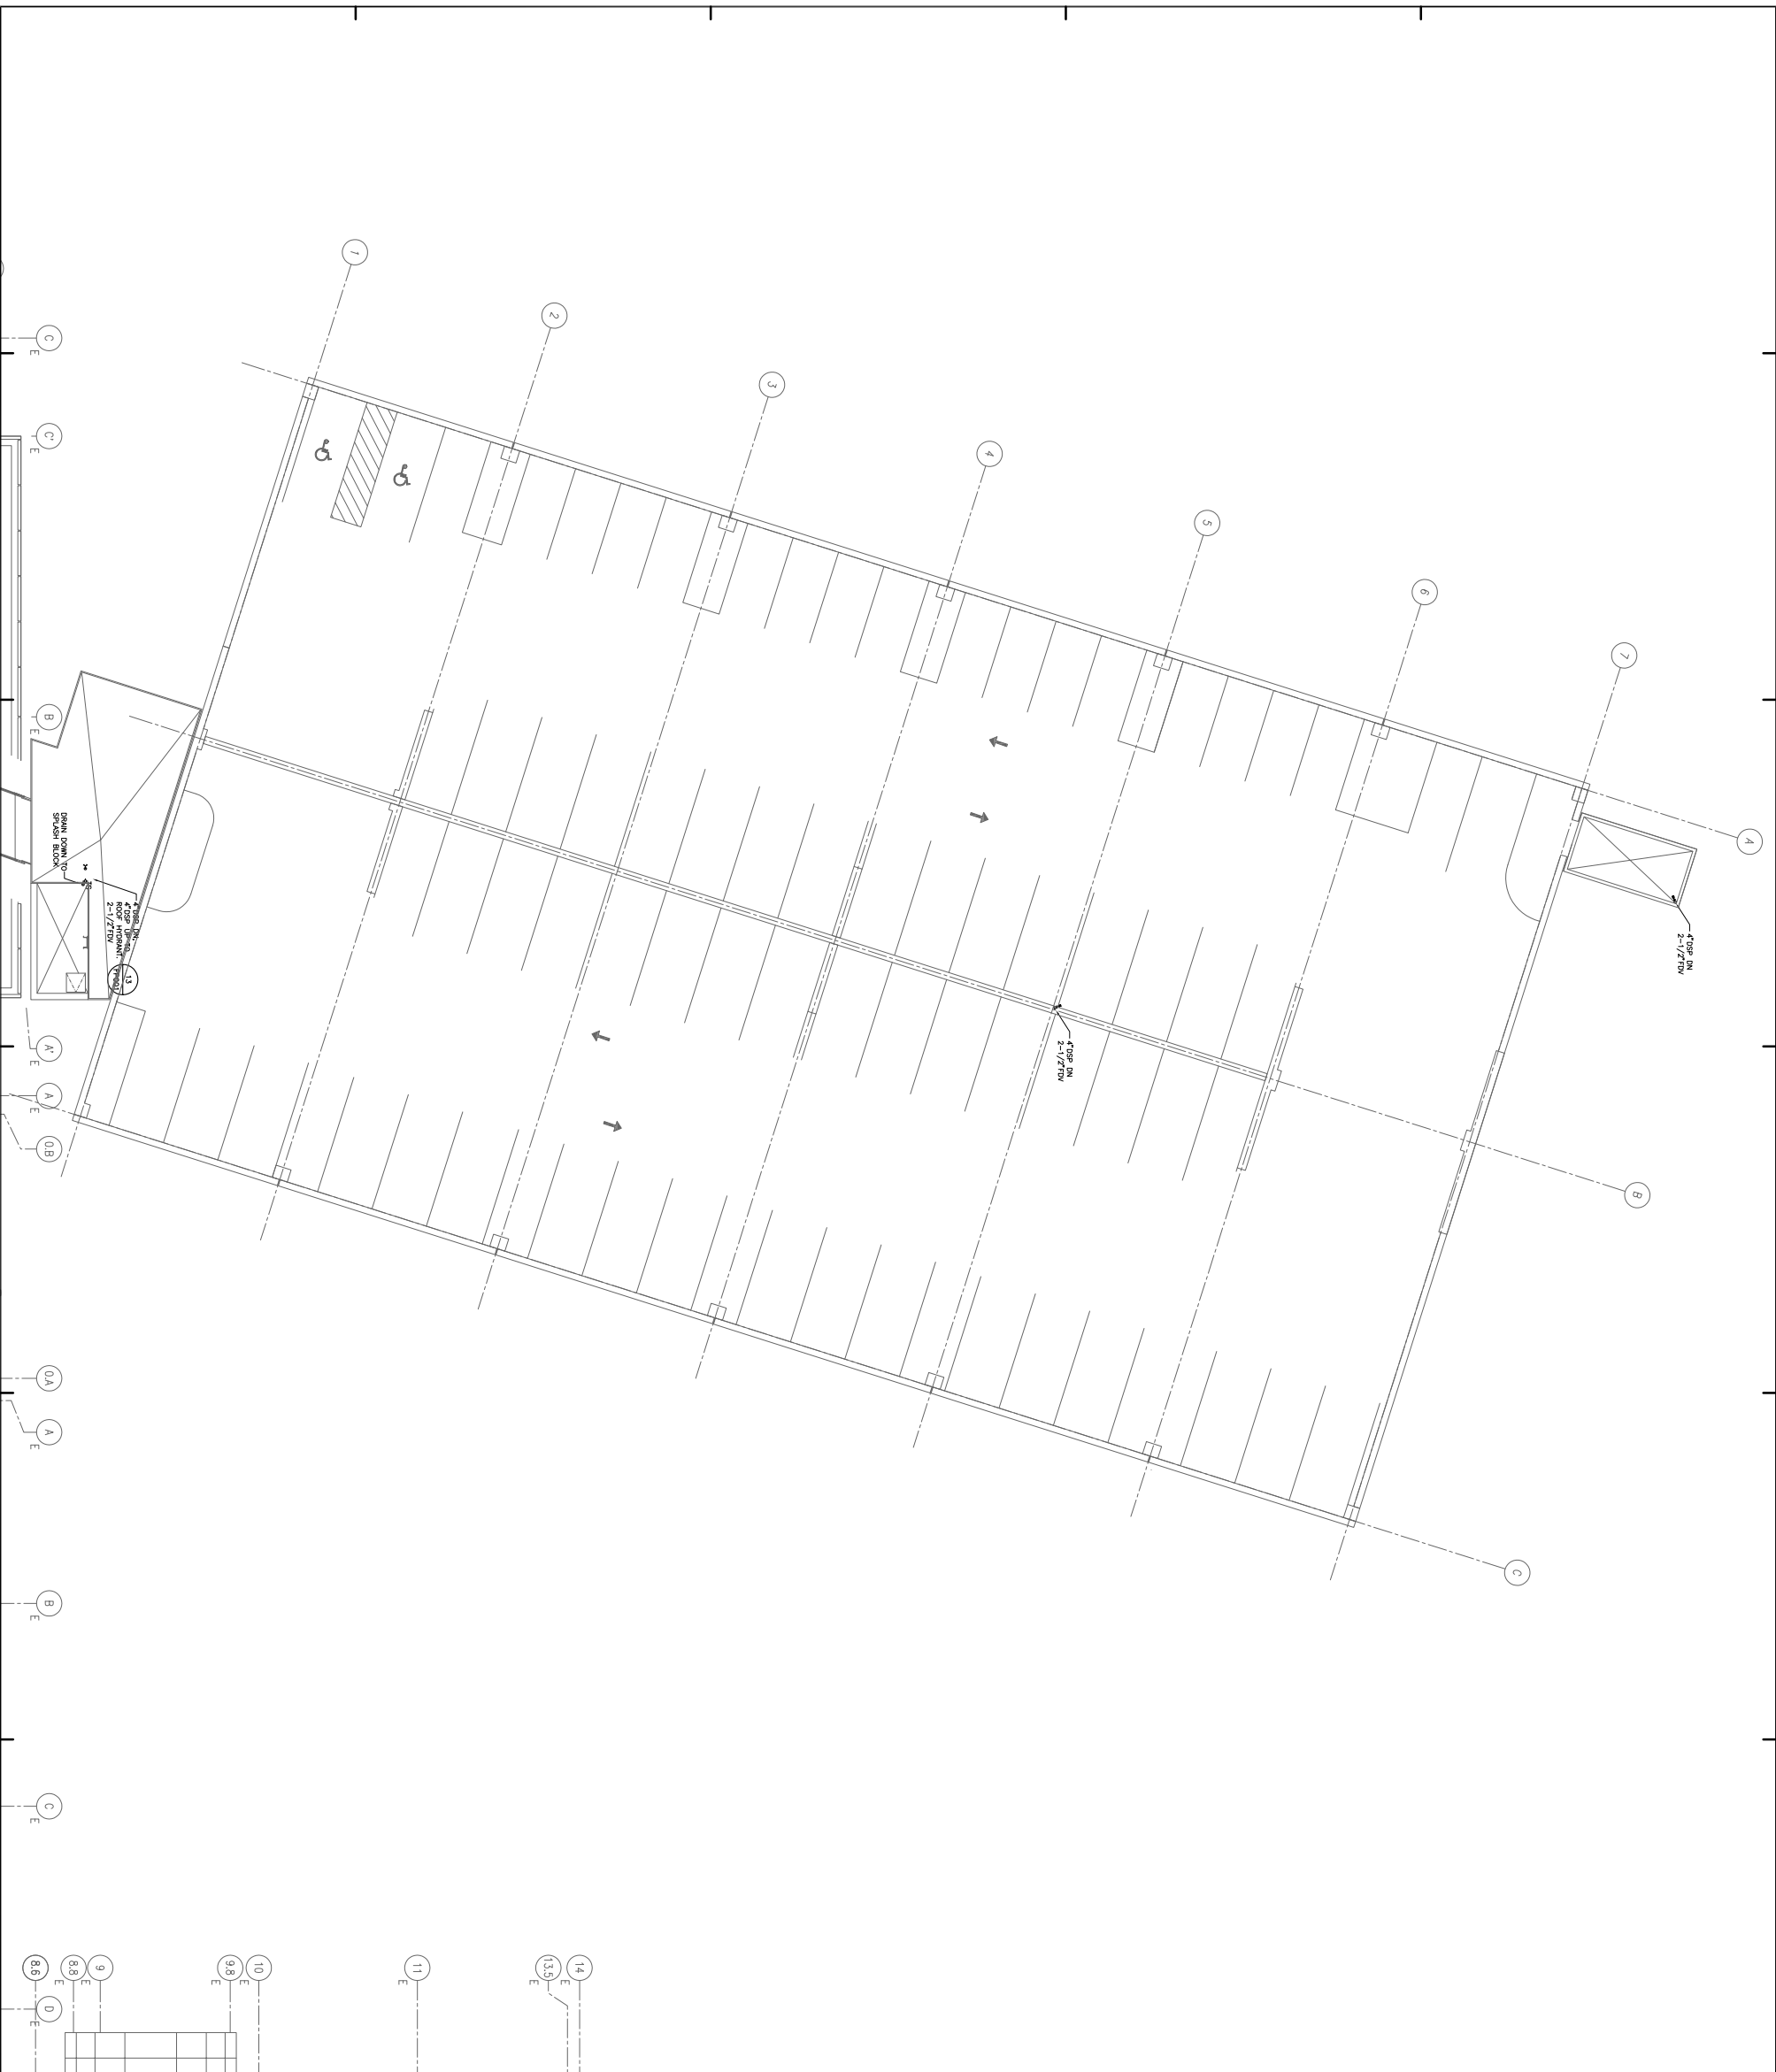 1
2
3
4
5
6
7
A
B
C
4"DSP DN
2-1/2"FDV
4"DSP DN
2-1/2"FDV
DRAIN DOWN TO
SPLASH BLOCK
4"DSP DN;
4"DSP UP TO
ROOF HYDRANT;
2-1/2"FDV
13
FP601
C
E
C'
E
B
E
A'
E
A
E
0.B
0.A
A
E
B
E
C
E
D
E
8.6
8.8
E
9
E
9.8
E
10
E
11
E
13.5
E
14
E